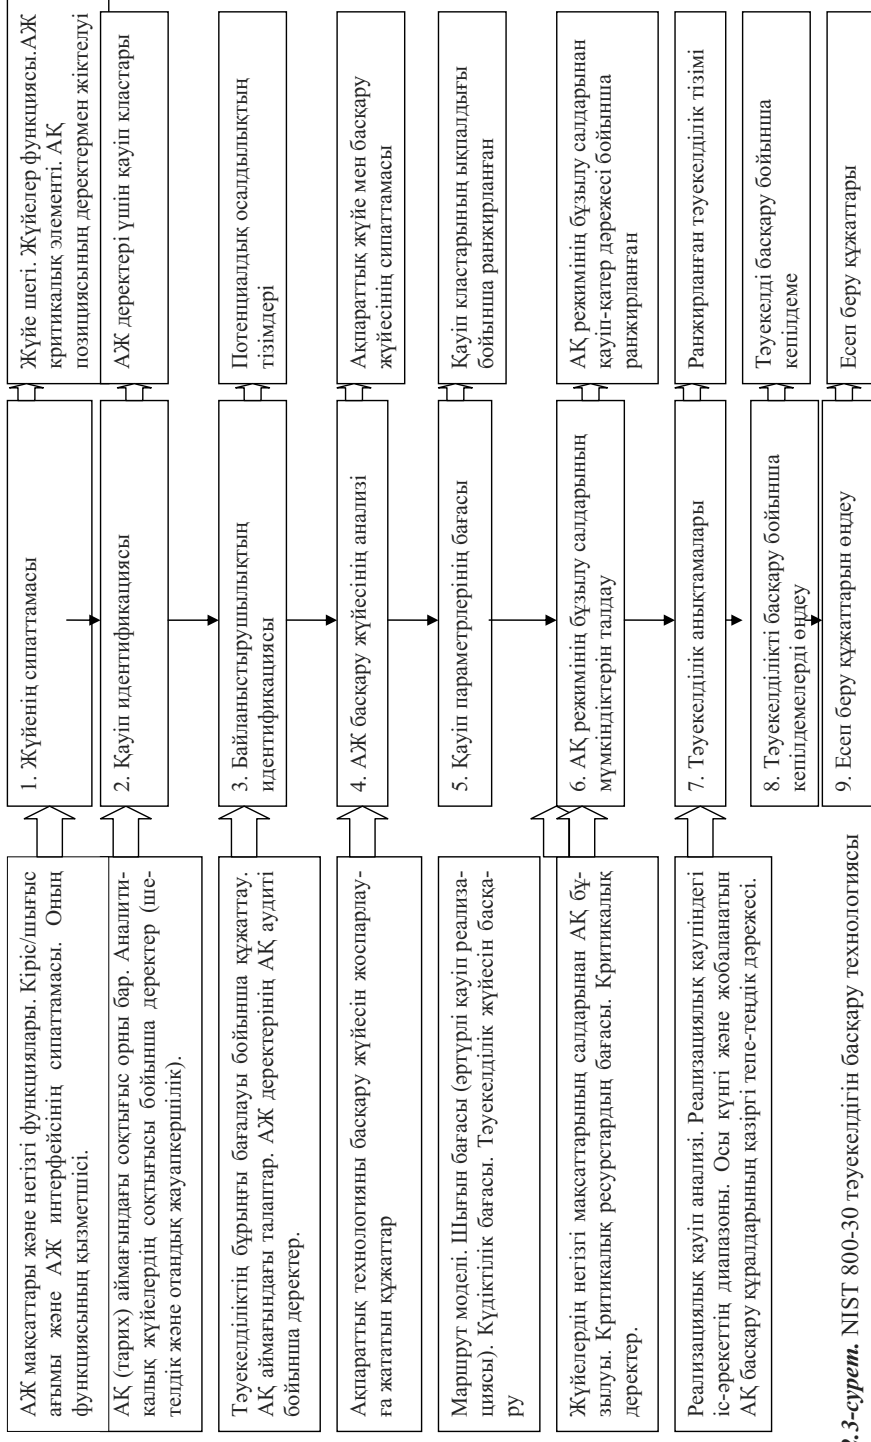 АЖ мақсаттары және негізгі функциялары. Кіріс/шығыс
ағымы және АЖ интерфейсінің сипаттамасы. Оның
функциясының қызметшісі.
1. Жүйенің сипаттамасы
Жүйе шегі. Жүйелер функциясы.АЖ
критикалық элементі. АҚ
позициясының деректермен жіктелуі
АҚ (тарих) аймағындағы соқтығыс орны бар. Аналити-
калық жүйелердің соқтығысы бойынша деректер (ше-
телдік және отандық жауапкершілік).
2. Қауіп идентификациясы
АЖ деректері үшін қауіп кластары
Тәуекелділіктің бұрынғы бағалауы бойынша құжаттау.
АҚ аймағындағы талаптар. АЖ деректерінің АҚ аудиті
бойынша деректер.
3. Байланыстырушылықтың
идентификациясы
Потенциалдық осалдылықтың
тізімдері
Ақпараттық технологияны басқару жүйесін жоспарлау-
ға жататын құжаттар
4. АЖ басқару жүйесінің анализі
Ақпараттық жүйе мен басқару
жүйесінің сипаттамасы
Маршрут моделі. Шығын бағасы (әртүрлі қауіп реализа-
циясы). Күдіктілік бағасы. Тәуекелділік жүйесін басқа-
ру
5. Қауіп параметрлерінің бағасы
Қауіп кластарының ықпалдығы
бойынша ранжирланған
Жүйелердің негізгі мақсаттарының салдарынан АҚ бұ-
зылуы. Критикалық ресурстардың бағасы. Критикалық
деректер.
6. АҚ режимінің бұзылу салдарының
мүмкіндіктерін талдау
АҚ режимінің бұзылу салдарынан
қауіп-қатер дәрежесі бойынша
ранжирланған
Реализациялық қауіп анализі. Реализациялық қаупіндегі
іс-әрекеттің диапазоны. Осы күнгі және жобаланатын
АҚ басқару құралдарының қазіргі тепе-теңдік дәрежесі.
7. Тәуекелділік анықтамалары
Ранжирланған тәуекелділік тізімі
8. Тәуекелділікті басқару бойынша
кепілдемелерді өңдеу
Тәуекелді басқару бойынша
кепілдеме
9. Есеп беру құжаттарын өңдеу
Есеп беру құжаттары
2.3-сурет. NIST 800-30 тәуекелдігін басқару технологиясы